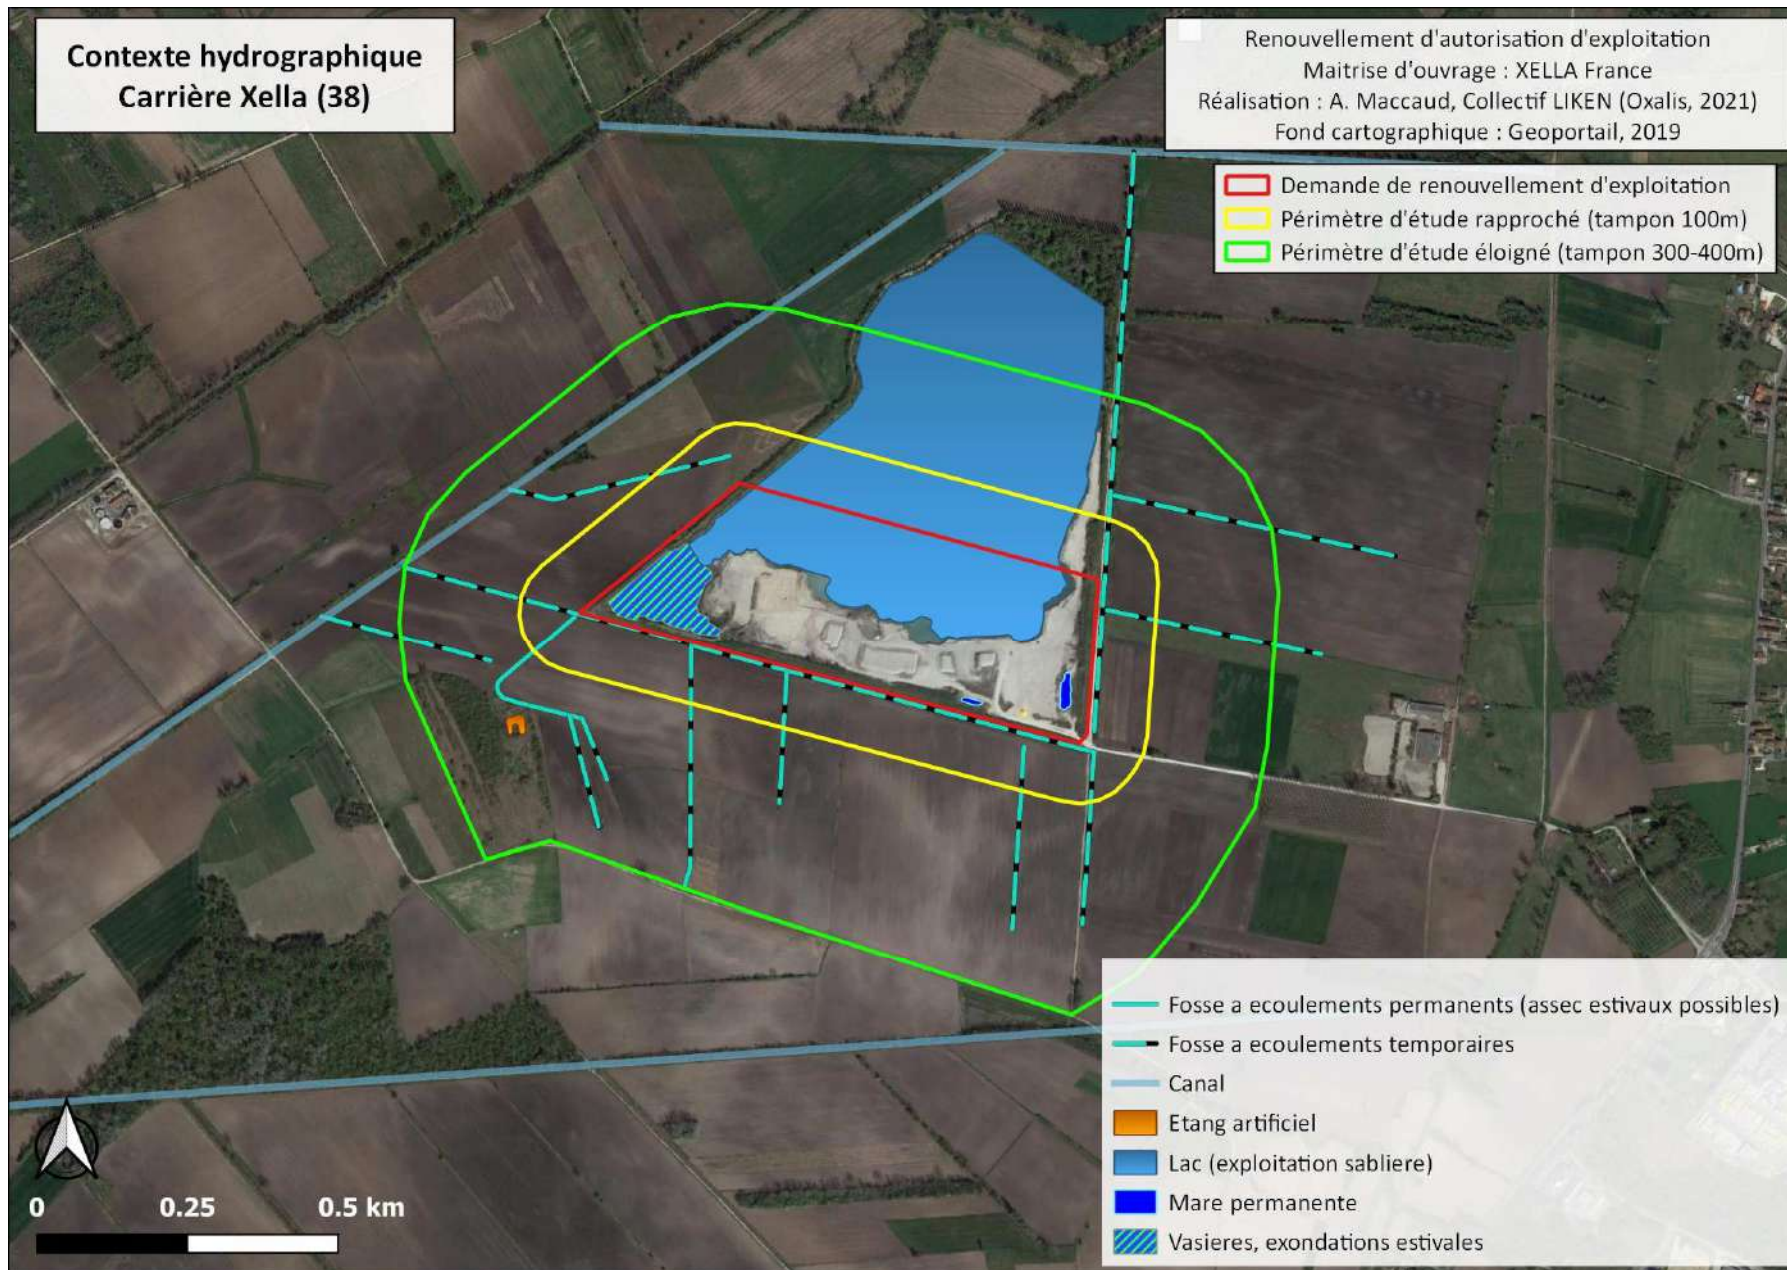 Contexte hydrographique
Carrière Xella (38)
Renouvellement d'autorisation d'exploitation
Maitrise d'ouvrage : XELLA France
Réalisation : A. Maccaud, Collectif LIKEN (Oxalis, 2021)
Fond cartographique : Geoportail, 2019
Demande de renouvellement d'exploitation
Périmètre d'étude rapproché (tampon 100m)
Périmètre d'étude éloigné (tampon 300-400m)
Fosse a ecoulements permanents (assec estivaux possibles)
Fosse a ecoulements temporaires
Canal
Etang artificiel
Lac (exploitation sabliere)
Mare permanente
Vasieres, exondations estivales
0 0.25 0.5 km